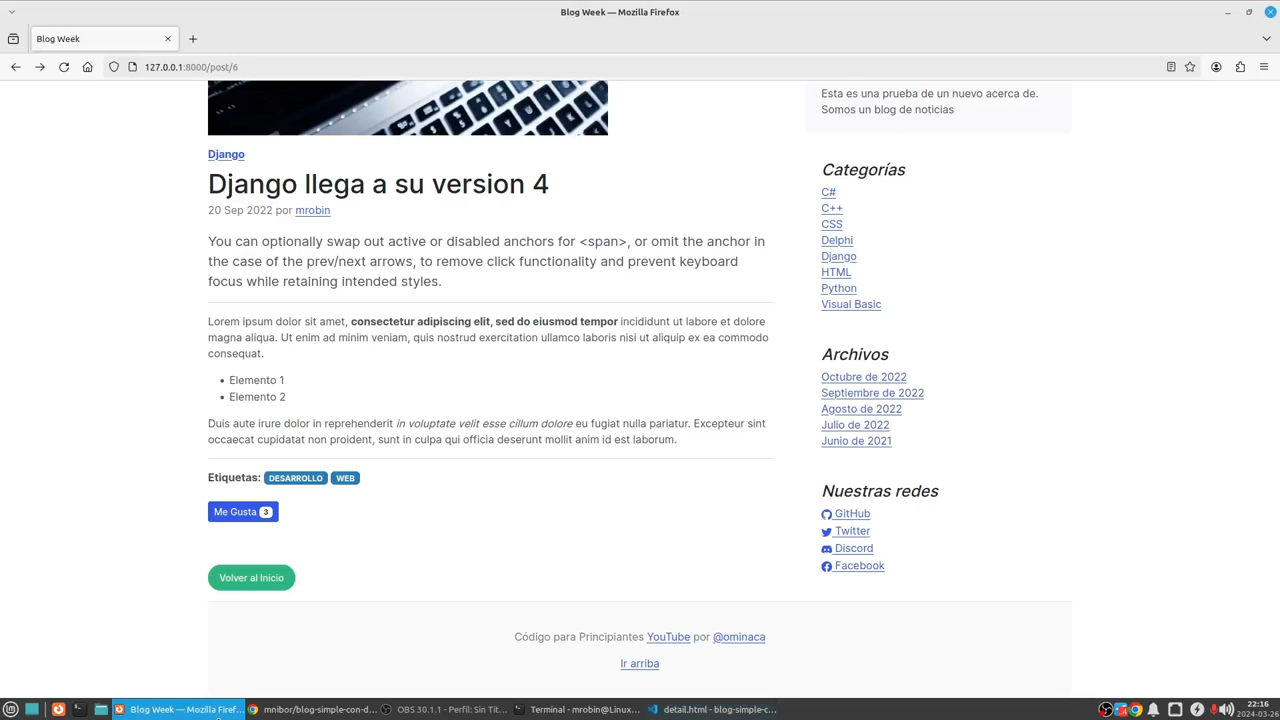 Blog Week — Mozilla Firefox
Blog Week
127.0.0.1:8000/post/6
Django
Django llega a su version 4
20 Sep 2022 por mrobin
You can optionally swap out active or disabled anchors for <span>, or omit the anchor in
the case of the prev/next arrows, to remove click functionality and prevent keyboard
focus while retaining intended styles.
Lorem ipsum dolor sit amet, consectetur adipiscing elit, sed do eiusmod tempor incididunt ut labore et dolore
magna aliqua. Ut enim ad minim veniam, quis nostrud exercitation ullamco laboris nisi ut aliquip ex ea commodo
consequat.
• Elemento 1
• Elemento 2
Duis aute irure dolor in reprehenderit in voluptate velit esse cillum dolore eu fugiat nulla pariatur. Excepteur sint
occaecat cupidatat non proident, sunt in culpa qui officia deserunt mollit anim id est laborum.
Etiquetas: DESARROLLO WEB
Me Gusta 3
Volver al Inicio
Esta es una prueba de un nuevo acerca de.
Somos un blog de noticias
Categorías
C#
C++
CSS
Delphi
Django
HTML
Python
Visual Basic
Archivos
Octubre de 2022
Septiembre de 2022
Agosto de 2022
Julio de 2022
Junio de 2021
Nuestras redes
GitHub
Twitter
Discord
Facebook
Código para Principiantes YouTube por @ominaca
Ir arriba
Blog Week — Mozilla Firef...
mnibor/blog-simple-con-d...
OBS 30.1.1 - Perfil: Sin Tít...
Terminal - mrobin@Linux...
detail.html - blog-simple-c...
22:16
2024-03-26